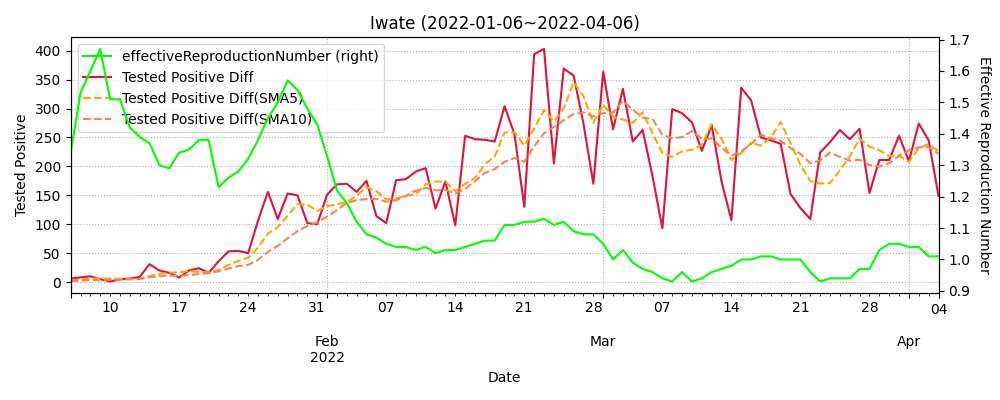 Iwate (2022-01-06~2022-04-06)
effectiveReproductionNumber (right)
Tested Positive Diff
Tested Positive Diff(SMA5)
Tested Positive Diff(SMA10)
Tested Positive
400
350
300
250
200
150
100
50
0
1.7
1.6
1.5
1.4
1.3
1.2
1.1
1.0
0.9
Effective Reproduction Number
10 17 24 31 07 14 21 28 07 14 21 28 04
Feb Mar Apr
2022
Date